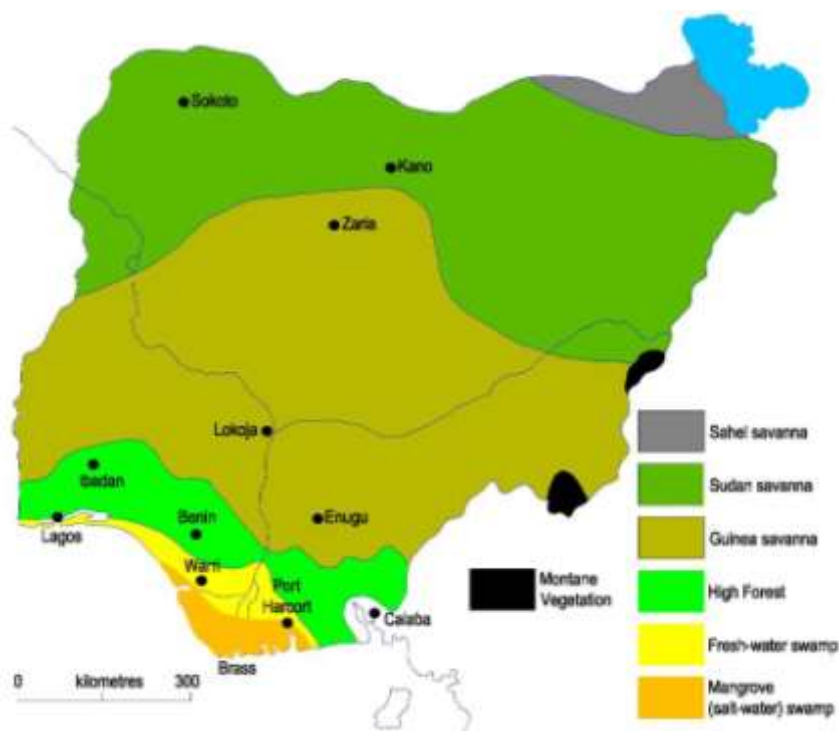 Sokoto
Kano
Zaria
Lokoja
Ibadan
Enugu
Benin
Lagos
Warri
Port
Harcort
Calaba
Brass
0 kilometres 300
Sahel savanna
Sudan savanna
Guinea savanna
Montane
Vegetation
High Forest
Fresh-water swamp
Mangrove
(salt-water) swamp